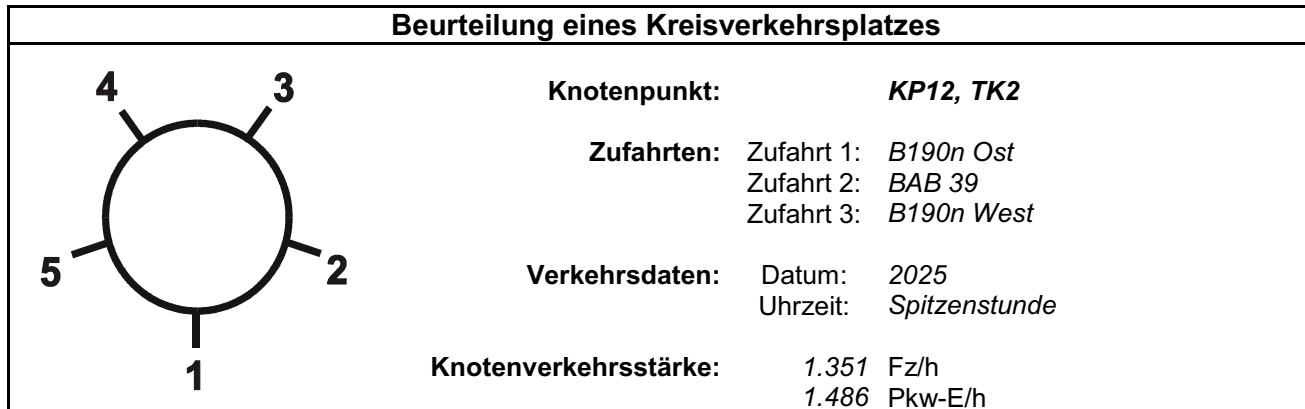 Beurteilung eines Kreisverkehrsplatzes
4 3
5 2
1
Knotenpunkt: KP12, TK2
Zufahrten: Zufahrt 1: B190n Ost
Zufahrt 2: BAB 39
Zufahrt 3: B190n West
Verkehrsdaten: Datum: 2025
Uhrzeit: Spitzenstunde
Knotenverkehrsstärke: 1.351 Fz/h
1.486 Pkw-E/h